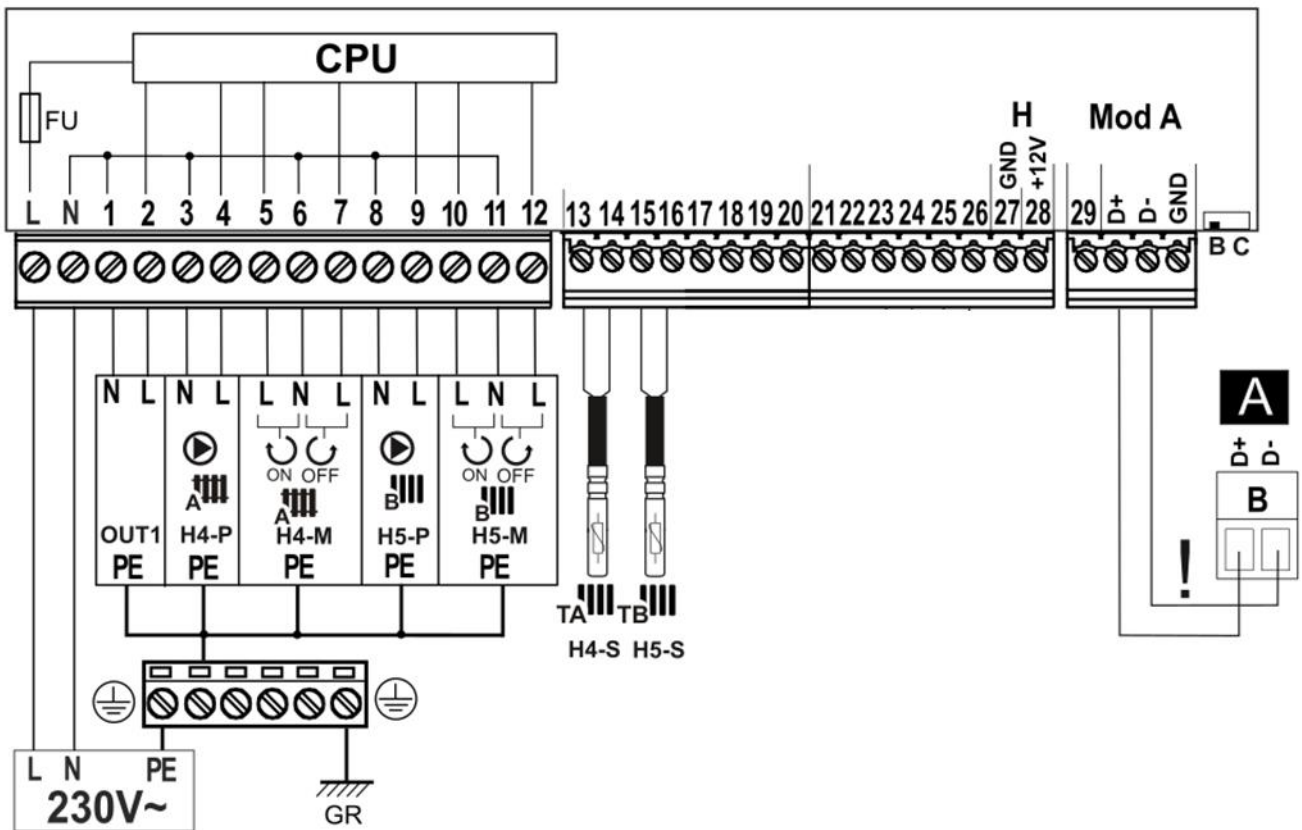 CPU
FU
H
Mod A
GND
+12V
L N 1 2 3 4 5 6 7 8 9 10 11 12
13 14 15 16 17 18 19 20 21 22 23 24 25 26 27 28
29 D+ D- GND
B C
N L N L L N L N L L N L
ON OFF
ON OFF
A
A
B
B
OUT1 H4-P H4-M H5-P H5-M
PE PE PE PE PE
TA TB
H4-S H5-S
A
D+ D-
B
!
L N PE
230V~
GR